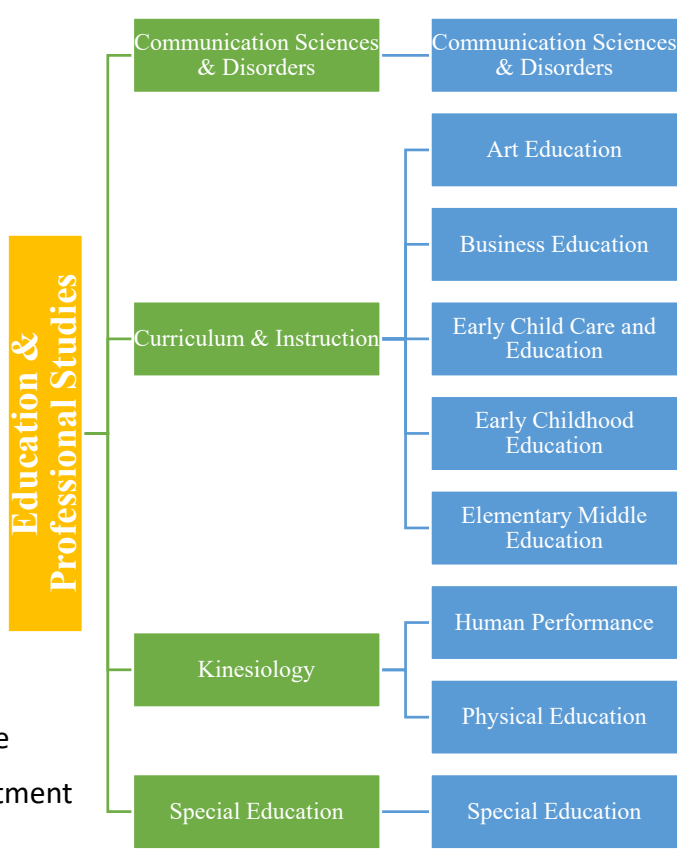 Education &
Professional Studies
Communication Sciences
& Disorders
Communication Sciences
& Disorders
Curriculum & Instruction
Art Education
Business Education
Early Child Care and
Education
Early Childhood
Education
Elementary Middle
Education
Kinesiology
Human Performance
Physical Education
Special Education
Special Education
e
tment